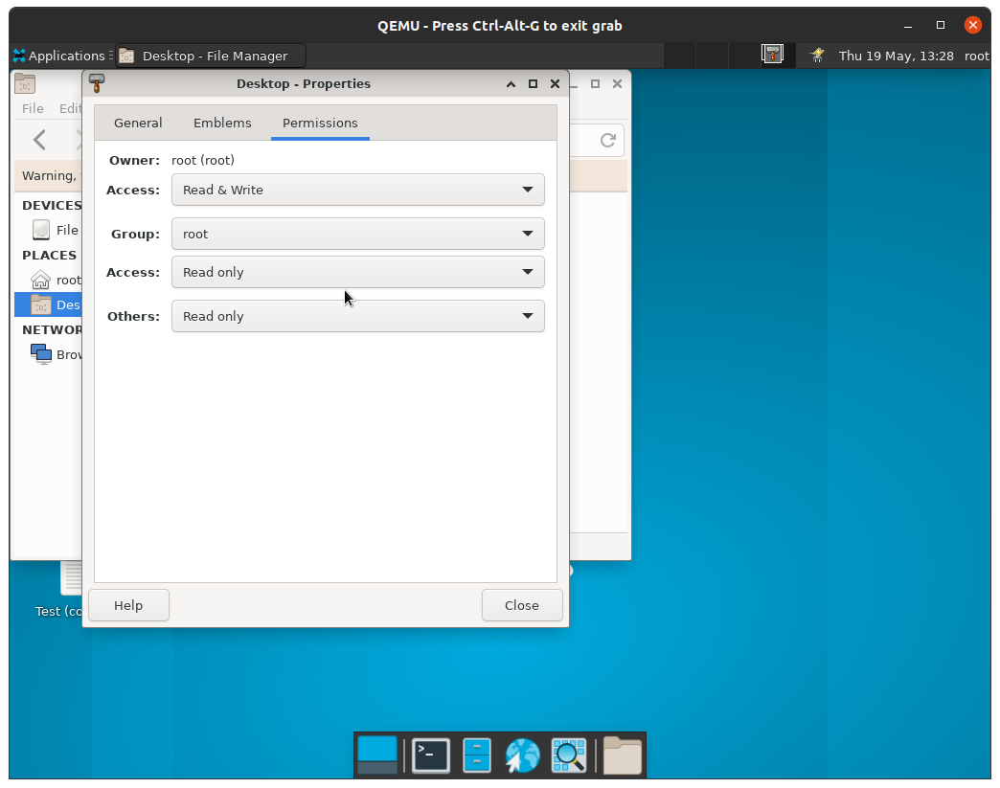 QEMU - Press Ctrl-Alt-G to exit grab
Applications Desktop - File Manager Thu 19 May, 13:28 root
Desktop - Properties
File Edi
General Emblems Permissions
Owner: root (root)
Warning,
Access: Read & Write
DEVICES
File
Group: root
PLACES
root
Access: Read only
Des
Others: Read only
NETWOR
Brow
Help Close
Test (co
>_